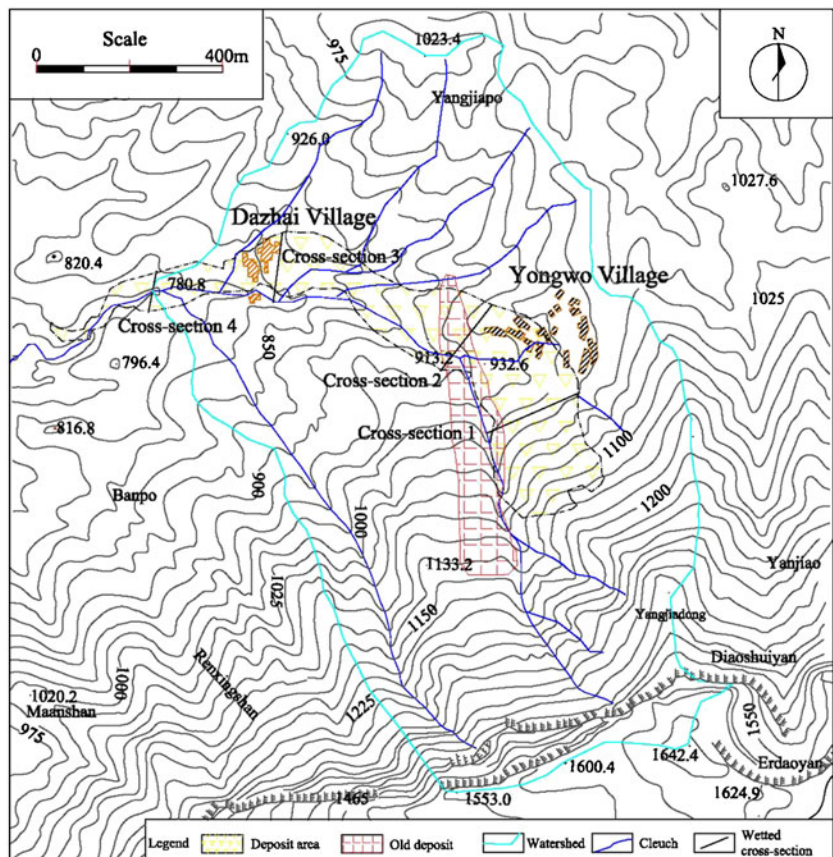 Scale
0 400m
N
1023.4
975
Yangjiapo
926.0
1027.6
Dazhai Village
Cross-section 3
820.4
Yongwo Village
780.8
1025
Cross-section 4
850
913.2
932.6
796.4
Cross-section 2
816.8
Cross-section 1
1100
900
Banpo
1000
1200
1025
1133.2
Yanjiao
1150
Yangjiadong
Renxingshan
1000
Diaoshuiyan
1020.2
Maanshan
1225
975
1550
1642.4
Erdaoyan
1600.4
1465
1553.0
1624.9
Legend Deposit area Old deposit Watershed Cleuch Wetted cross-section